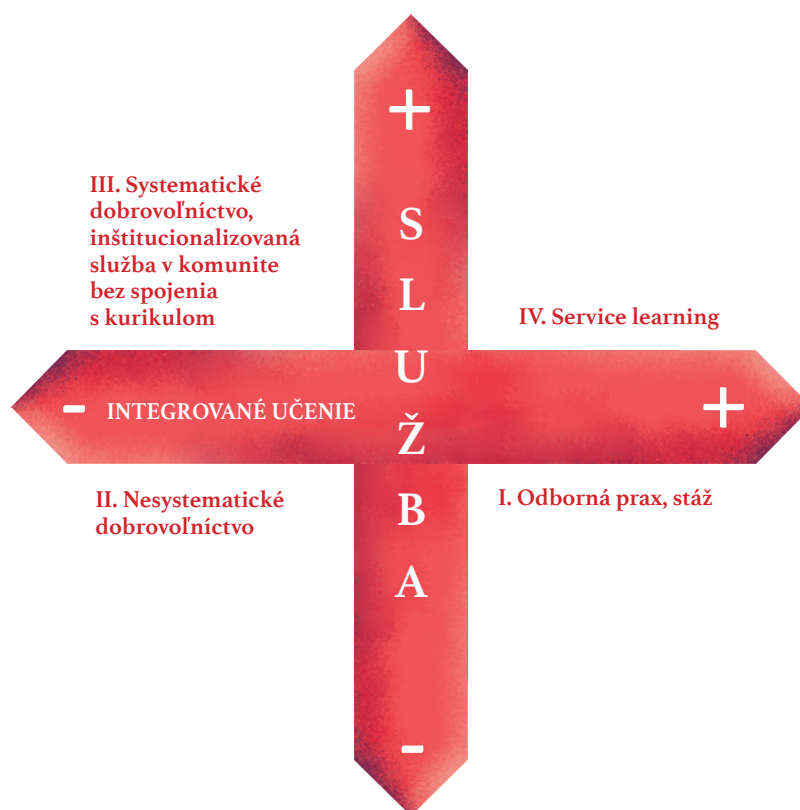 +
III. Systematické
dobrovoľníctvo,
inštitucionalizovaná
služba v komunite
bez spojenia
s kurikulom
IV. Service learning
SLUŽBA
- INTEGROVANÉ UČENIE +
II. Nesystematické
dobrovoľníctvo
I. Odborná prax, stáž
-